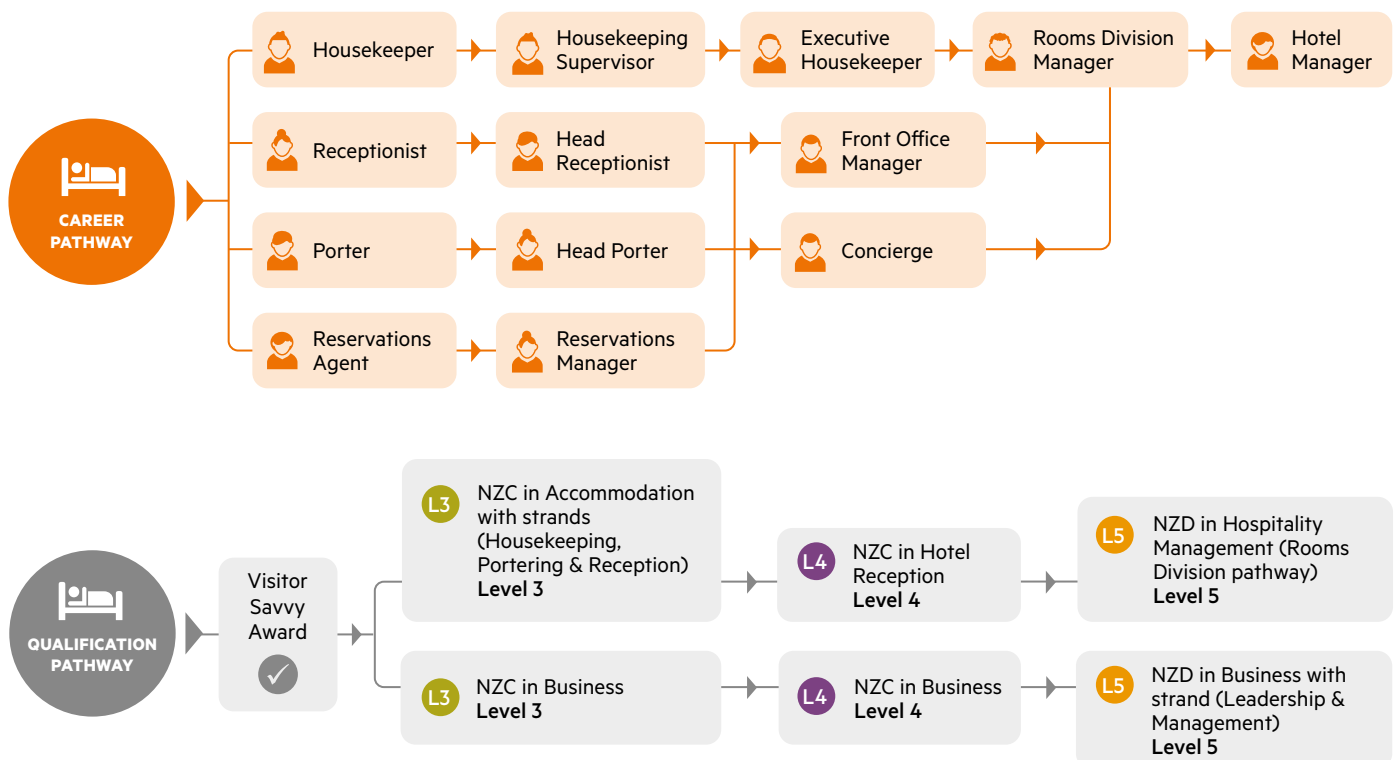 CAREER
PATHWAY
Housekeeper
Housekeeping
Supervisor
Executive
Housekeeper
Rooms Division
Manager
Hotel
Manager
Receptionist
Head
Receptionist
Front Office
Manager
Porter
Head Porter
Concierge
Reservations
Agent
Reservations
Manager
QUALIFICATION
PATHWAY
Visitor
Savvy
Award
L3
NZC in Accommodation
with strands
(Housekeeping,
Portering & Reception)
Level 3
L4
NZC in Hotel
Reception
Level 4
L5
NZD in Hospitality
Management (Rooms
Division pathway)
Level 5
L3
NZC in Business
Level 3
L4
NZC in Business
Level 4
L5
NZD in Business with
strand (Leadership &
Management)
Level 5